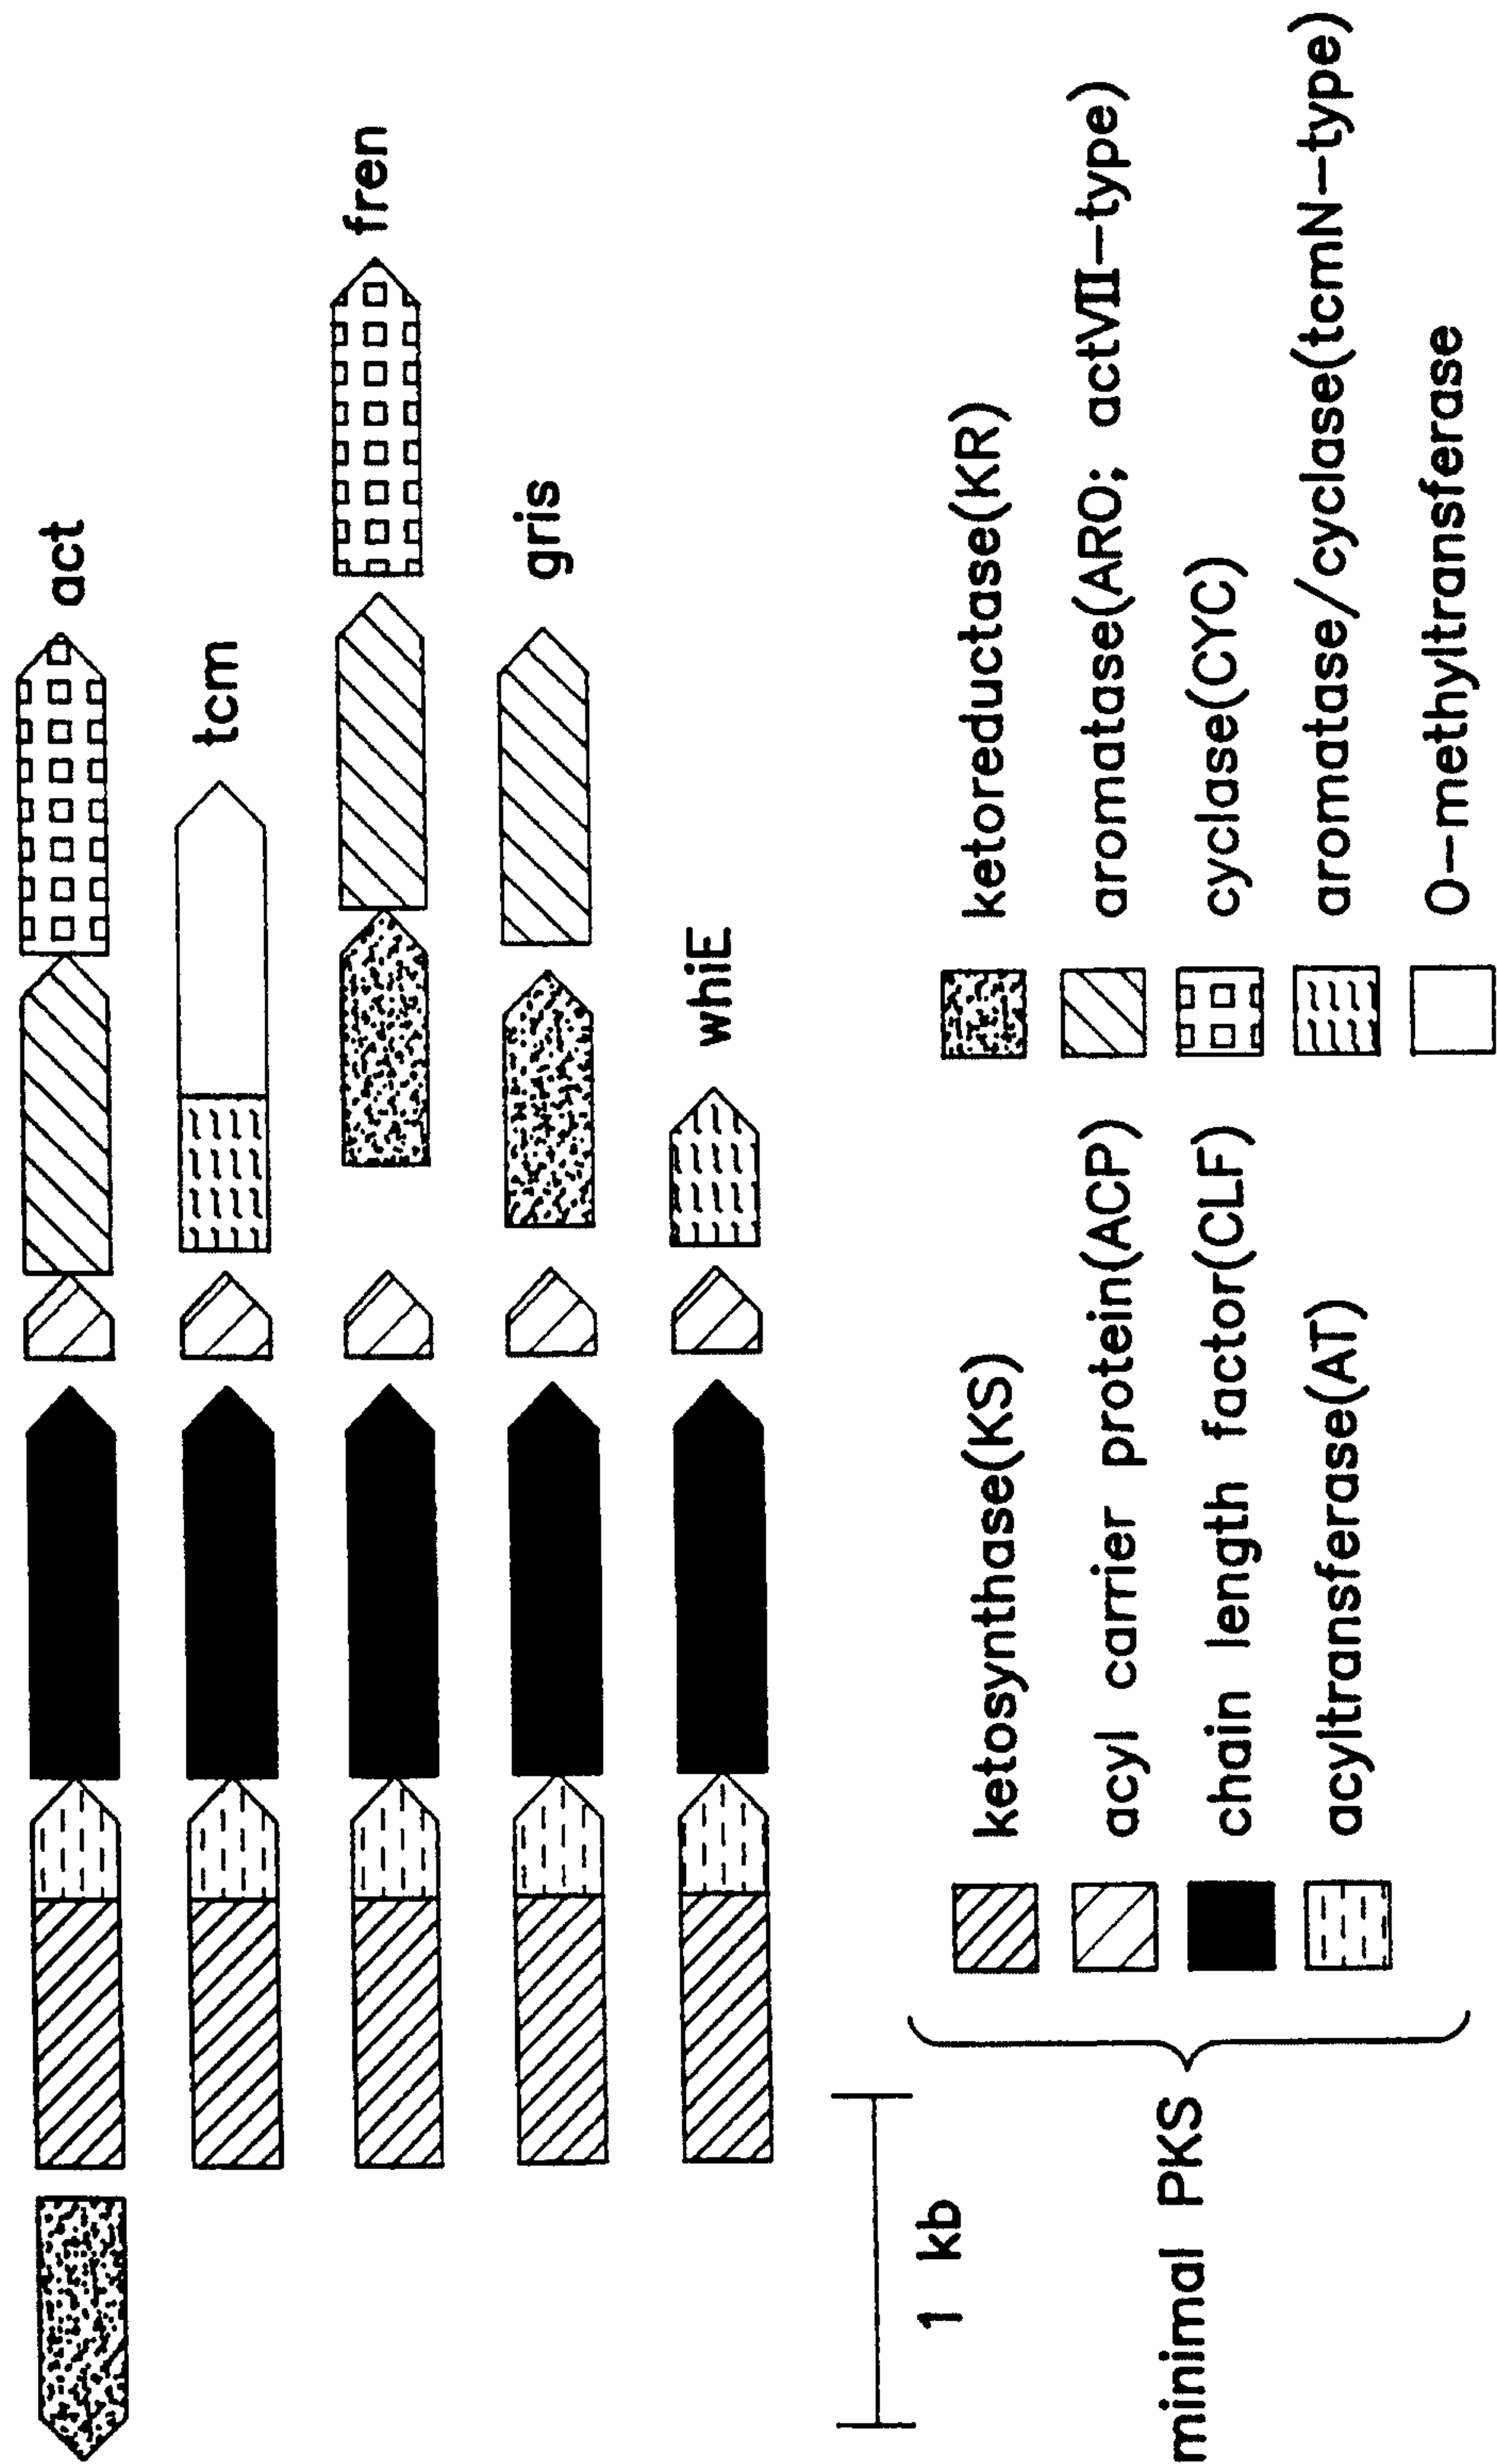 act
tcm
fren
gris
whiE
1 kb
minimal PKS
ketosynthase(KS)
acyl carrier protein(ACP)
chain length factor(CLF)
acyltransferase(AT)
ketoreductase(KR)
aromatase(ARO; actVII-type)
cyclase(CYC)
aromatase/cyclase(tcmN-type)
O-methyltransferase